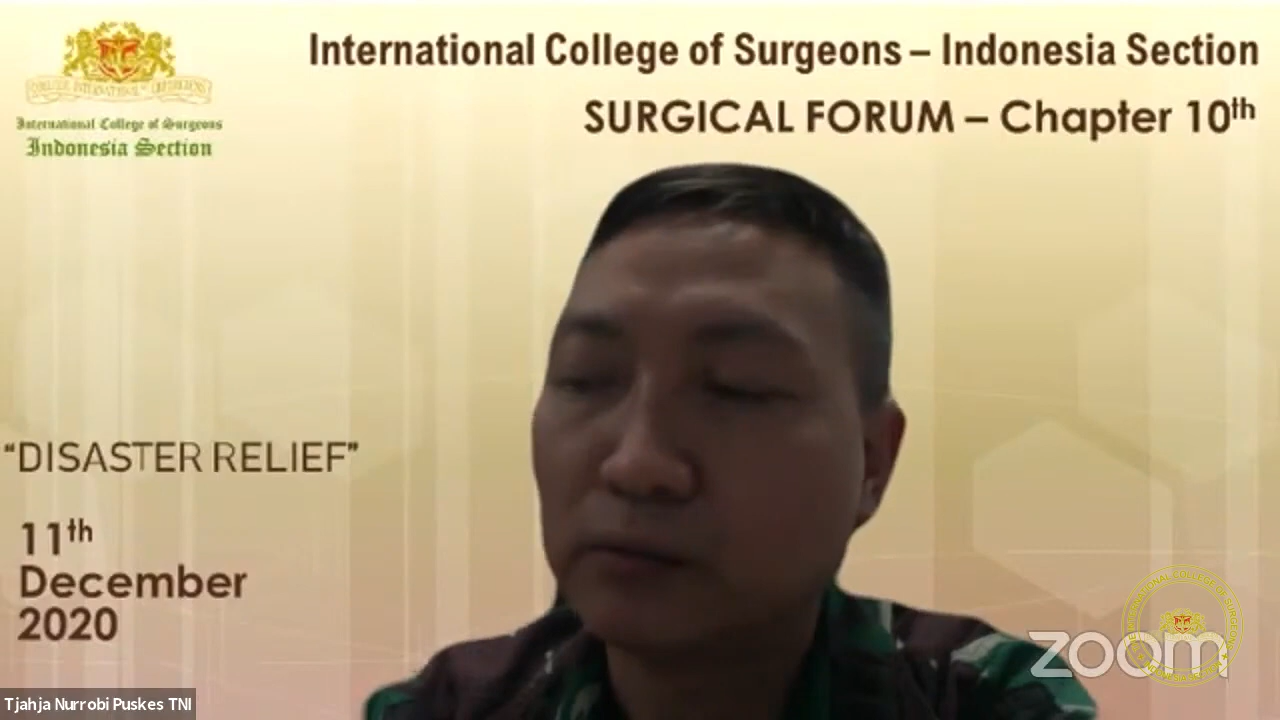 International College of Surgeons – Indonesia Section
SURGICAL FORUM – Chapter 10th
International College of Surgeons
Indonesia Section
“DISASTER RELIEF”
11th
December
2020
zoom
Tjahja Nurrobi Puskes TNI